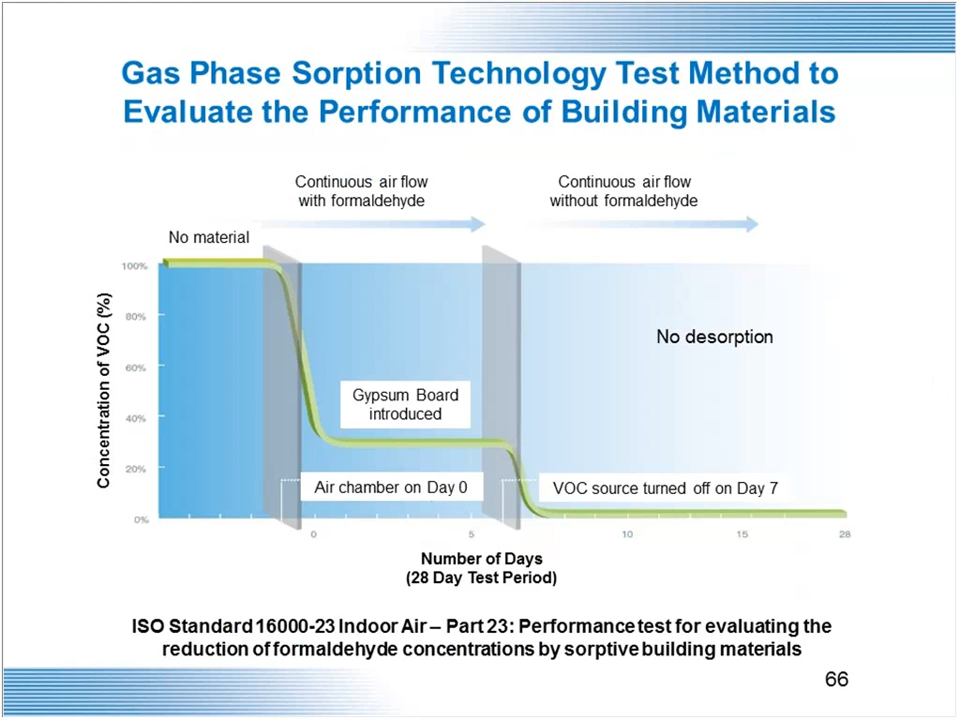 Gas Phase Sorption Technology Test Method to
Evaluate the Performance of Building Materials
Continuous air flow
with formaldehyde
Continuous air flow
without formaldehyde
No material
100%
80%
60%
40%
20%
0%
Concentration of VOC (%)
No desorption
Gypsum Board
introduced
Air chamber on Day 0
VOC source turned off on Day 7
0
5
10
15
28
Number of Days
(28 Day Test Period)
ISO Standard 16000-23 Indoor Air – Part 23: Performance test for evaluating the
reduction of formaldehyde concentrations by sorptive building materials
66